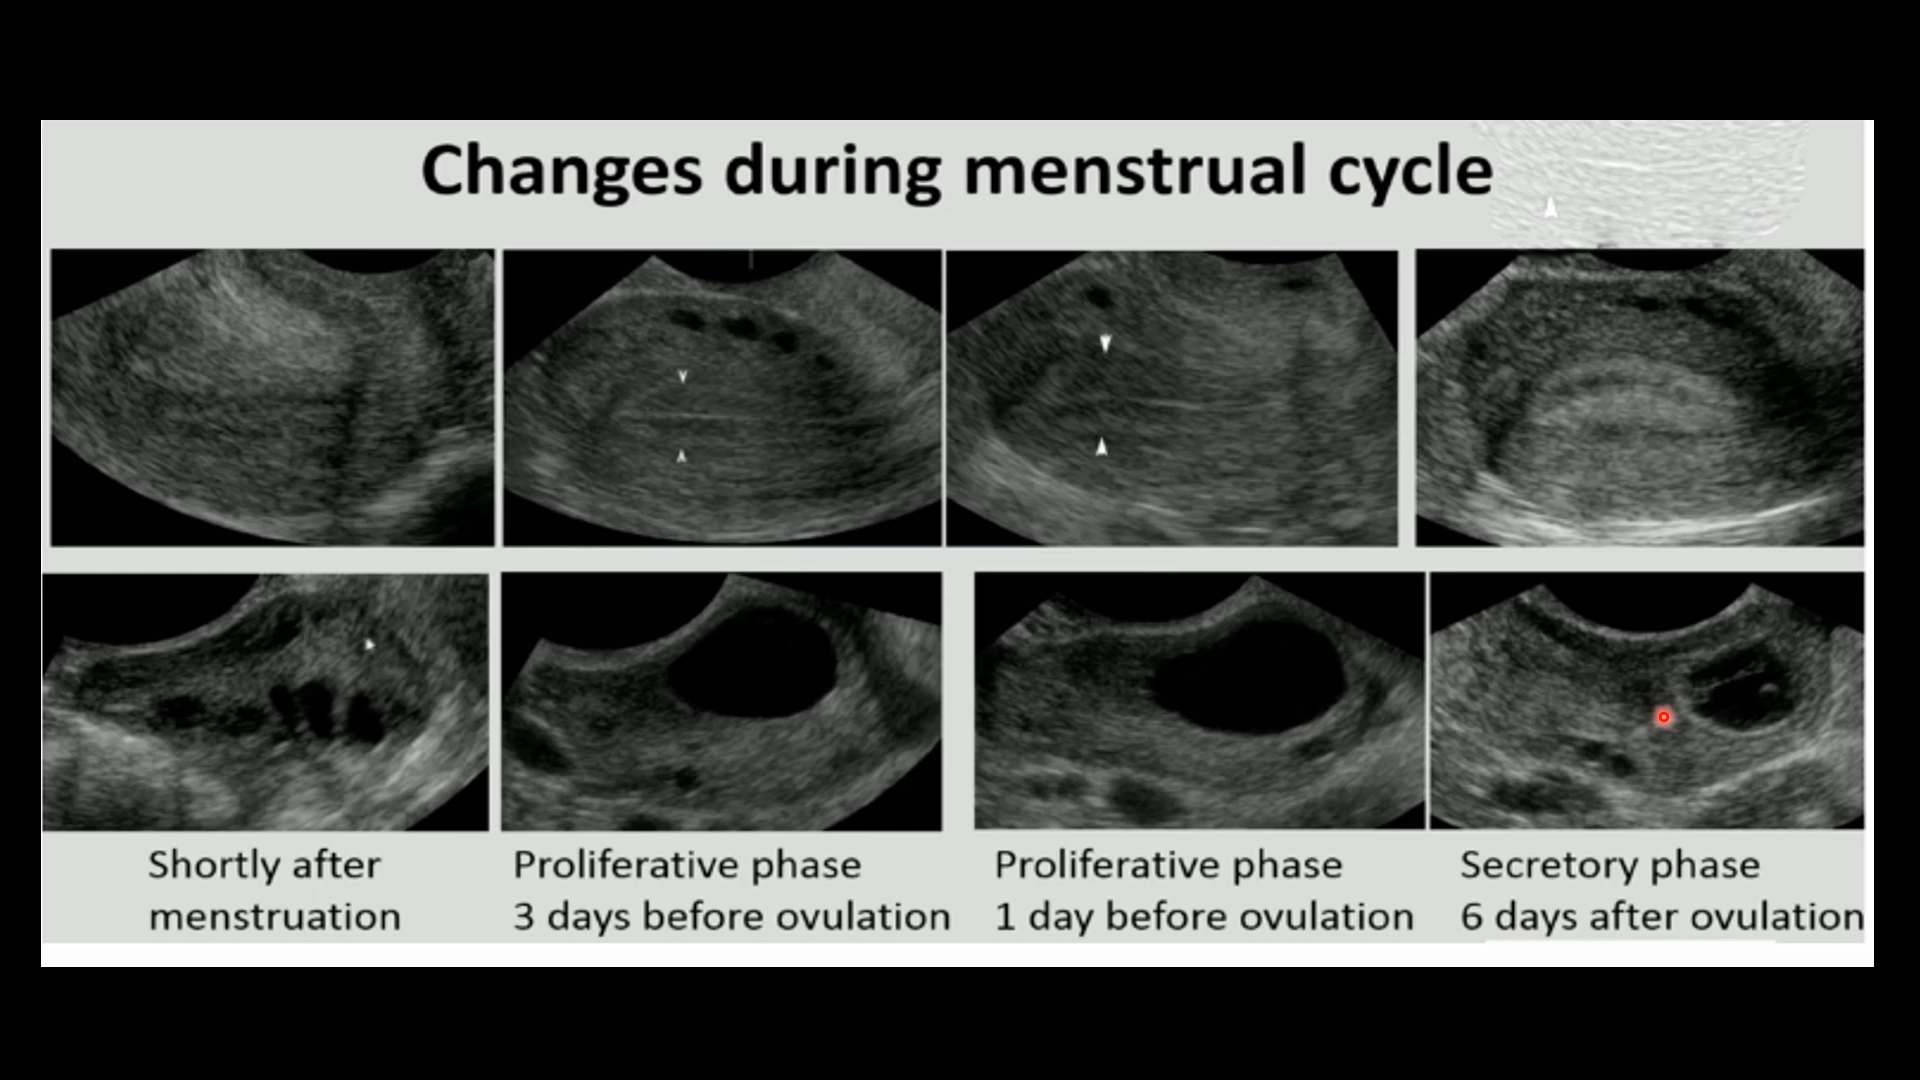 Changes during menstrual cycle
Shortly after
menstruation
Proliferative phase
3 days before ovulation
Proliferative phase
1 day before ovulation
Secretory phase
6 days after ovulation